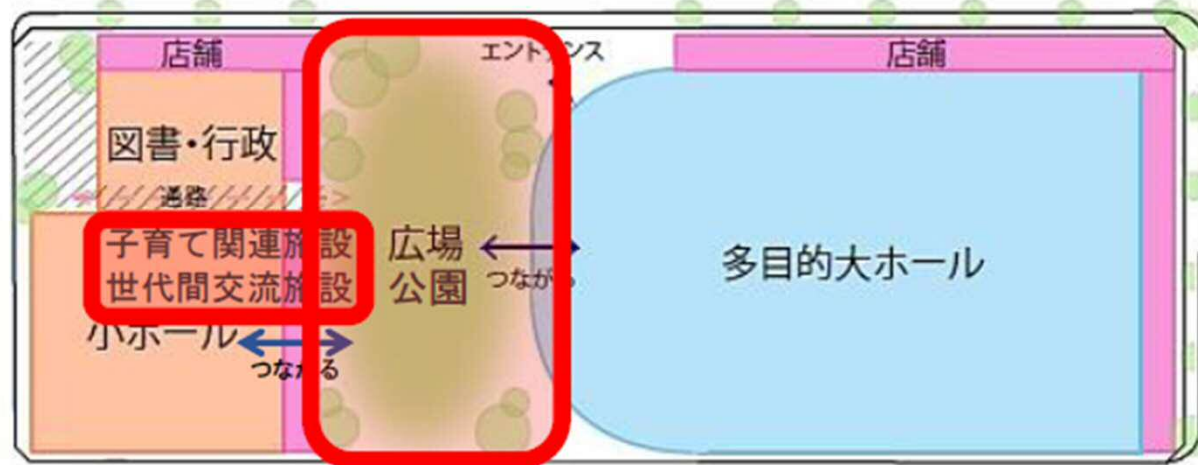 店舗
エントランス
店舗
図書・行政
通路
子育て関連施設
世代間交流施設
小ホール
つながる
広場
公園
つながる
多目的大ホール